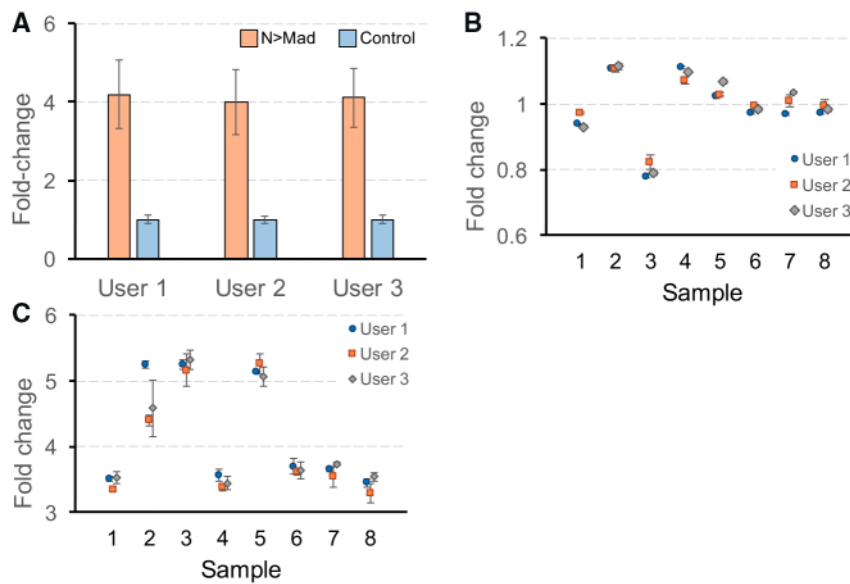 A
N>Mad
Control
Fold-change
6
4
2
0
User 1
User 2
User 3
B
Fold change
1.2
1
0.8
0.6
User 1
User 2
User 3
1 2 3 4 5 6 7 8
Sample
C
Fold change
6
5
4
3
User 1
User 2
User 3
1 2 3 4 5 6 7 8
Sample